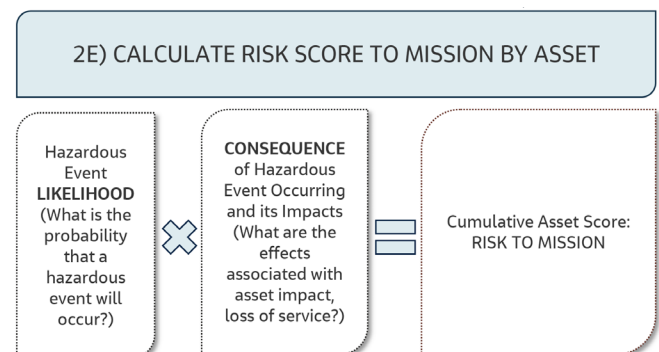 2E) CALCULATE RISK SCORE TO MISSION BY ASSET
Hazardous
Event
LIKELIHOOD
(What is the
probability
that a
hazardous
event will
occur?)
CONSEQUENCE
of Hazardous
Event Occurring
and its Impacts
(What are the
effects
associated with
asset impact,
loss of service?)
Cumulative Asset Score:
RISK TO MISSION